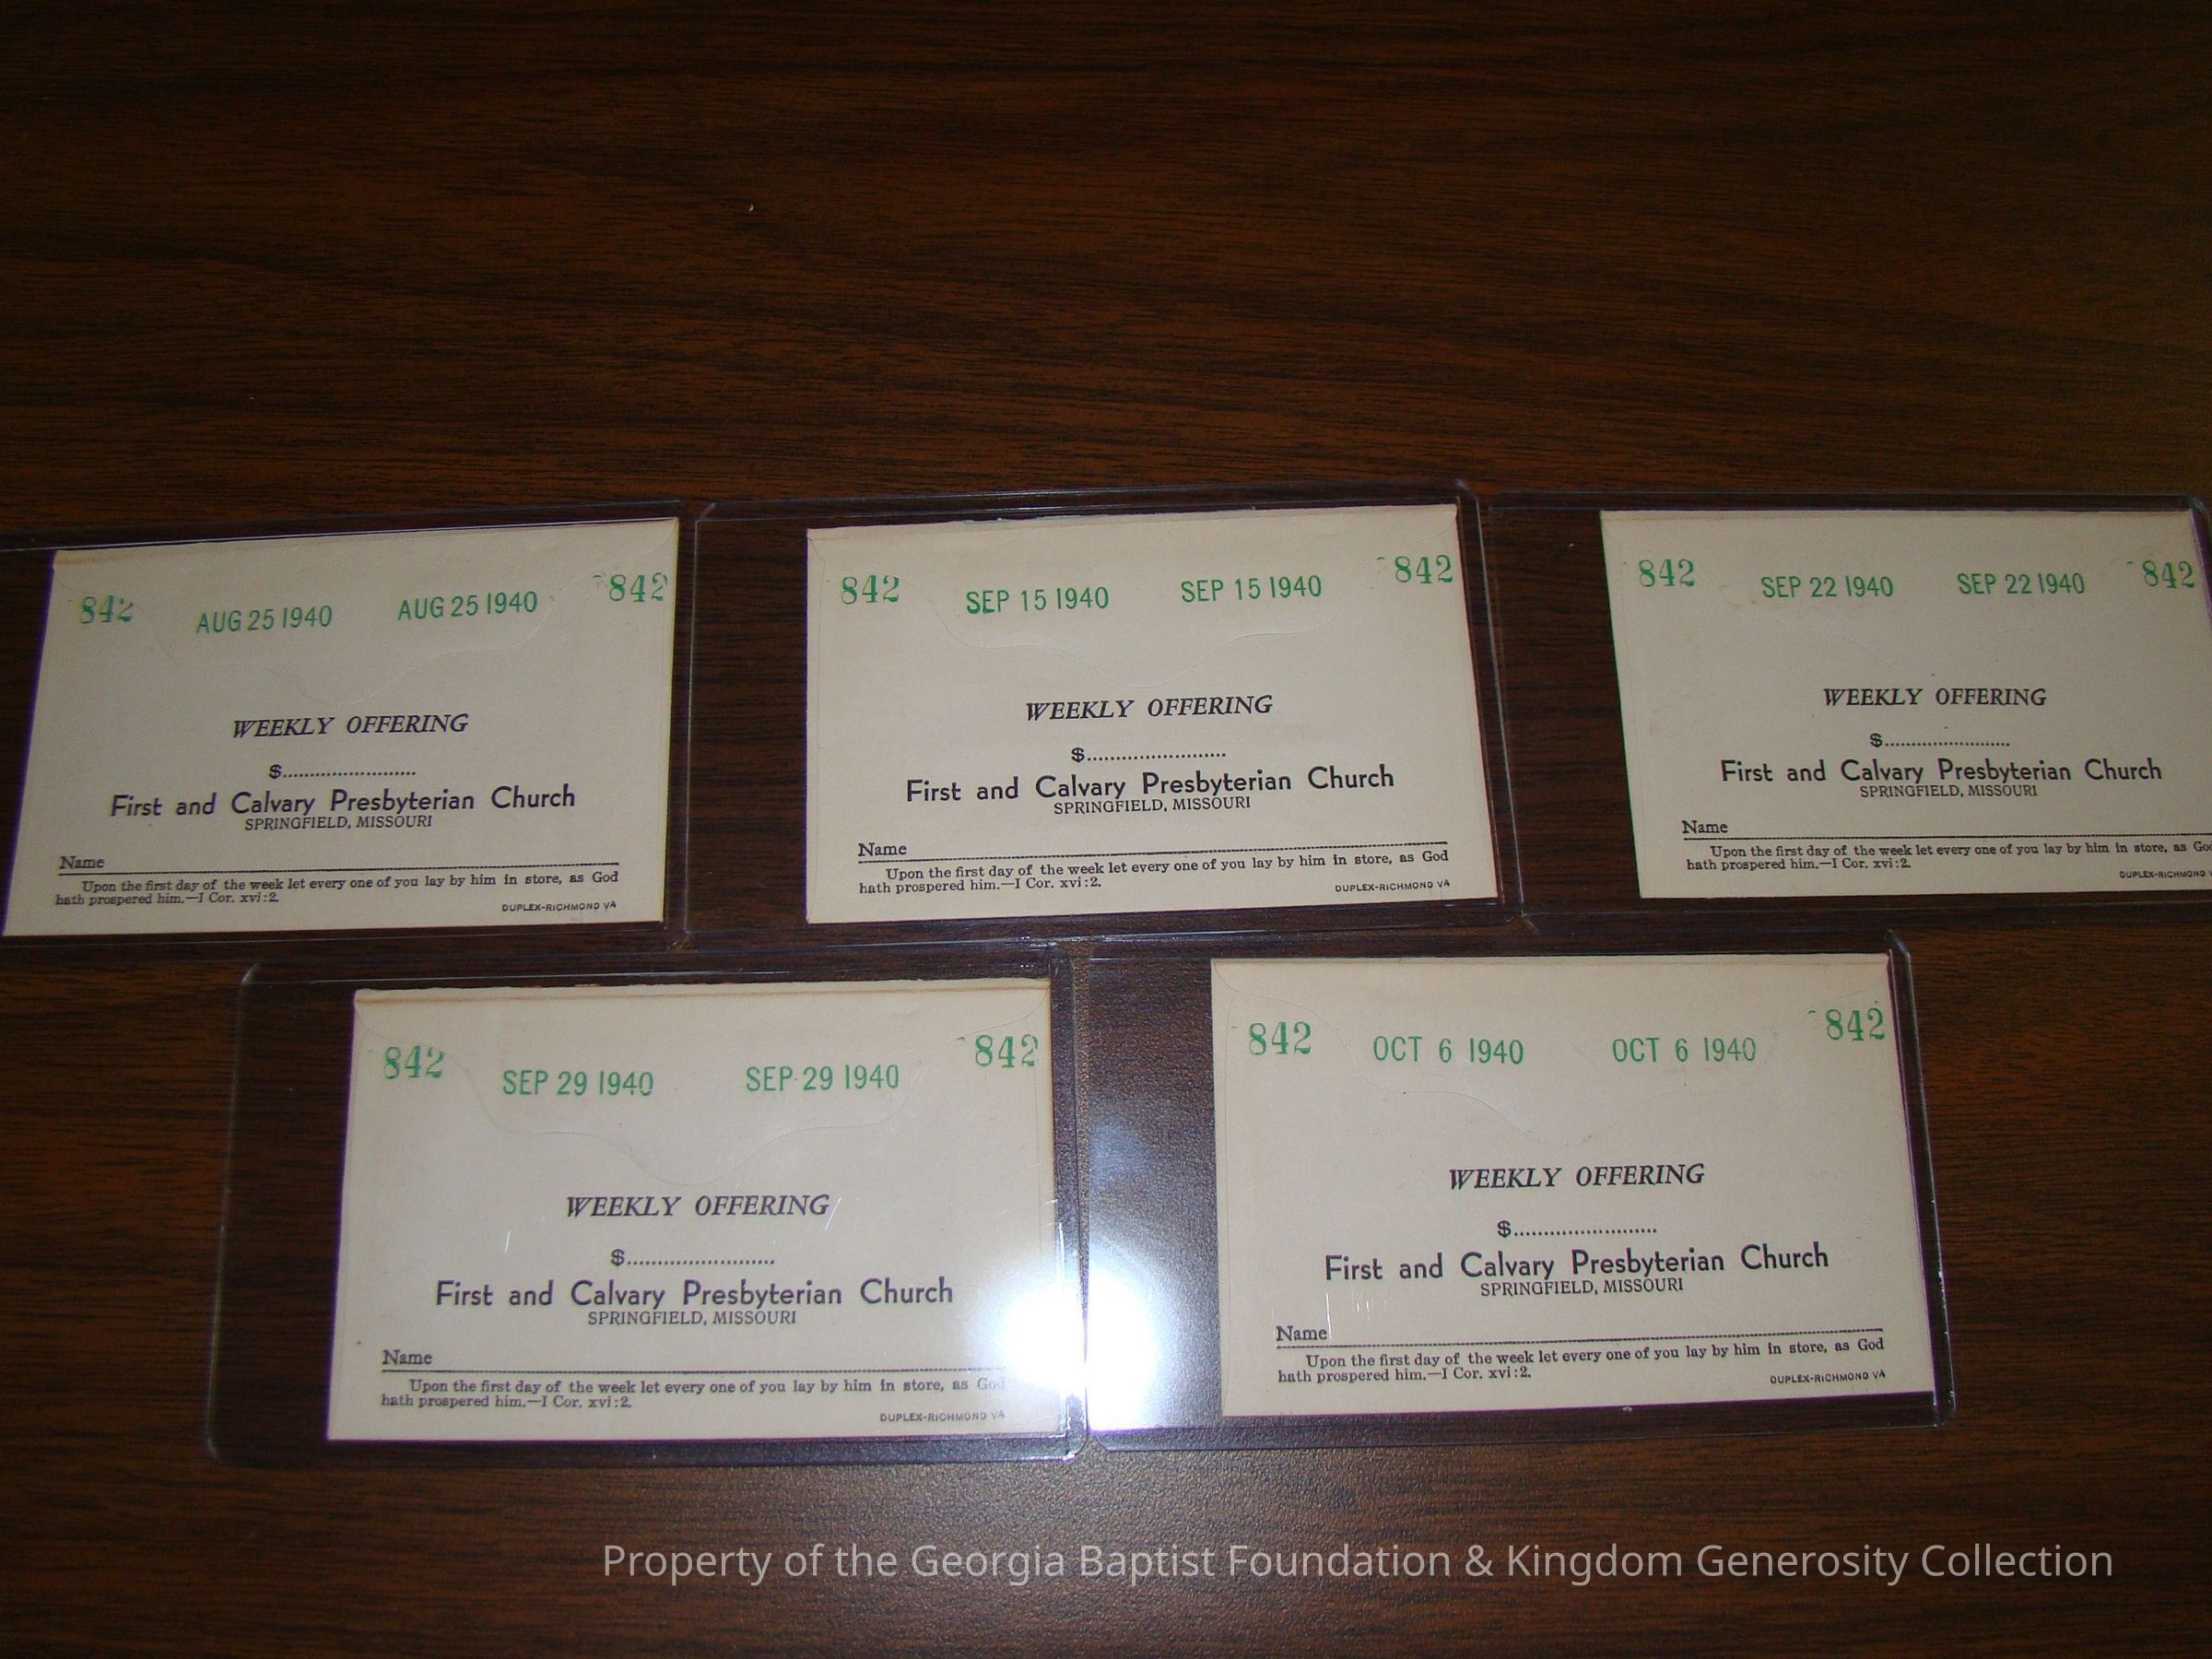 842 AUG 25 1940 AUG 25 1940 842
WEEKLY OFFERING
$........................
First and Calvary Presbyterian Church
SPRINGFIELD, MISSOURI
Name
Upon the first day of the week let every one of you lay by him in store, as God
hath prospered him.—I Cor. xvi:2.
DUPLEX-RICHMOND VA
842 SEP 15 1940 SEP 15 1940 842
WEEKLY OFFERING
$........................
First and Calvary Presbyterian Church
SPRINGFIELD, MISSOURI
Name
Upon the first day of the week let every one of you lay by him in store, as God
hath prospered him.—I Cor. xvi:2.
DUPLEX-RICHMOND VA
842 SEP 22 1940 SEP 22 1940 842
WEEKLY OFFERING
$........................
First and Calvary Presbyterian Church
SPRINGFIELD, MISSOURI
Name
Upon the first day of the week let every one of you lay by him in store, as
hath prospered him.—I Cor. xvi:2.
DUPLEX-RICHMOND
842 SEP 29 1940 SEP 29 1940 842
WEEKLY OFFERING
$........................
First and Calvary Presbyterian Church
SPRINGFIELD, MISSOURI
Name
Upon the first day of the week let every one of you lay by him in store, as God
hath prospered him.—I Cor. xvi:2.
DUPLEX-RICHMOND VA
842 OCT 6 1940 OCT 6 1940 842
WEEKLY OFFERING
$........................
First and Calvary Presbyterian Church
SPRINGFIELD, MISSOURI
Name
Upon the first day of the week let every one of you lay by him in store, as God
hath prospered him.—I Cor. xvi:2.
DUPLEX-RICHMOND VA
Property of the Georgia Baptist Foundation & Kingdom Generosity Collection